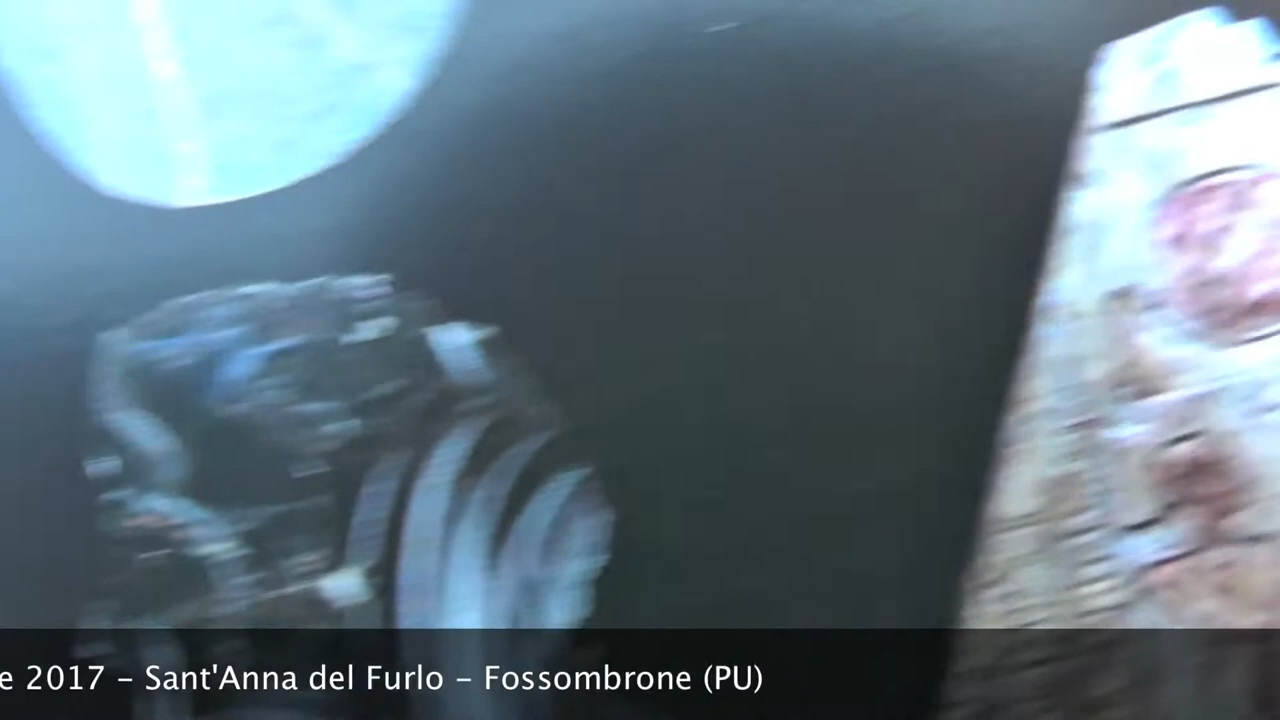 e 2017 – Sant'Anna del Furlo – Fossombrone (PU)